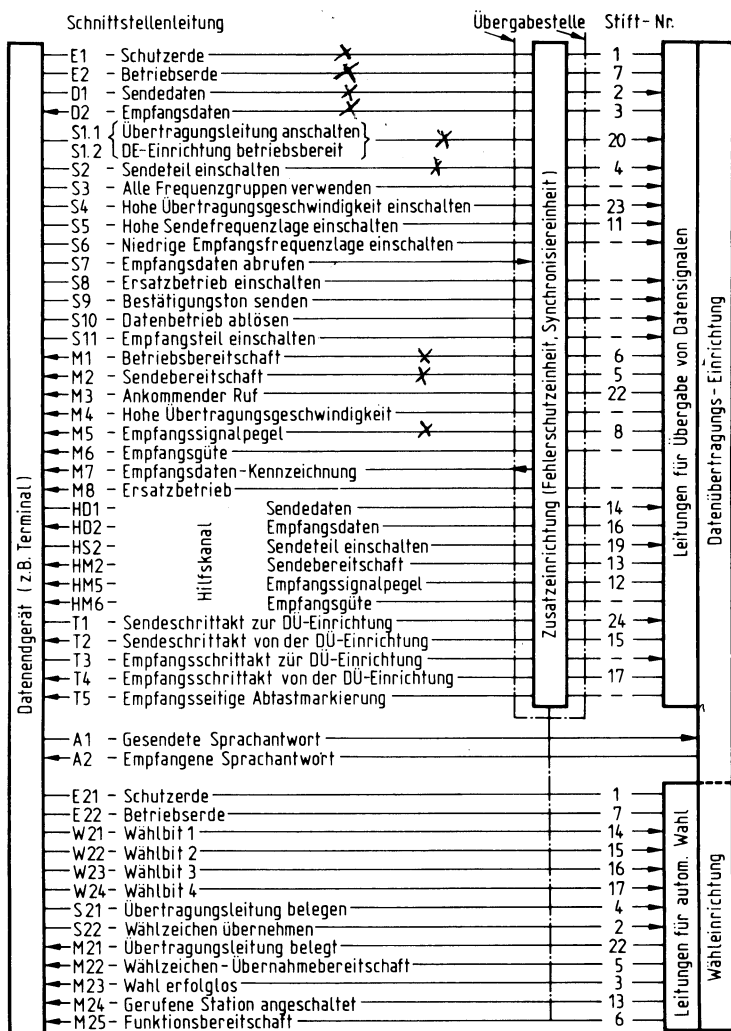 Schnittstellenleitung Übergabestelle Stift-Nr.
E1 - Schutzerde 1
E2 - Betriebserde 7
D1 - Sendedaten 2
D2 - Empfangsdaten 3
S1.1 { Übertragungsleitung anschalten }
S1.2 { DE-Einrichtung betriebsbereit } 20
S2 - Sendeteil einschalten 4
S3 - Alle Frequenzgruppen verwenden -
S4 - Hohe Übertragungsgeschwindigkeit einschalten 23
S5 - Hohe Sendefrequenzlage einschalten 11
S6 - Niedrige Empfangsfrequenzlage einschalten -
S7 - Empfangsdaten abrufen
S8 - Ersatzbetrieb einschalten -
S9 - Bestätigungston senden -
S10 - Datenbetrieb ablösen -
S11 - Empfangsteil einschalten -
M1 - Betriebsbereitschaft 6
M2 - Sendebereitschaft 5
M3 - Ankommender Ruf 22
M4 - Hohe Übertragungsgeschwindigkeit -
M5 - Empfangssignalpegel 8
M6 - Empfangsgüte -
M7 - Empfangsdaten-Kennzeichnung
M8 - Ersatzbetrieb -
HD1 - Sendedaten 14
HD2 - Empfangsdaten 16
HS2 - Sendeteil einschalten 19
HM2 - Sendebereitschaft 13
HM5 - Empfangssignalpegel 12
HM6 - Empfangsgüte -
Hilfskanal
T1 - Sendeschrittakt zur DÜ-Einrichtung 24
T2 - Sendeschrittakt von der DÜ-Einrichtung 15
T3 - Empfangsschrittakt zür DÜ-Einrichtung -
T4 - Empfangsschrittakt von der DÜ-Einrichtung 17
T5 - Empfangsseitige Abtastmarkierung -
A1 - Gesendete Sprachantwort
A2 - Empfangene Sprachantwort
E21 - Schutzerde 1
E22 - Betriebserde 7
W21 - Wählbit 1 14
W22 - Wählbit 2 15
W23 - Wählbit 3 16
W24 - Wählbit 4 17
S21 - Übertragungsleitung belegen 4
S22 - Wählzeichen übernehmen 2
M21 - Übertragungsleitung belegt 22
M22 - Wählzeichen-Übernahmebereitschaft 5
M23 - Wahl erfolglos 3
M24 - Gerufene Station angeschaltet 13
M25 - Funktionsbereitschaft 6
Datenendgerät (z.B. Terminal)
Zusatzeinrichtung (Fehlerschutzeinheit, Synchronisiereinheit)
Leitungen für Übergabe von Datensignalen
Datenübertragungs-Einrichtung
Leitungen für autom. Wahl
Wähleinrichtung